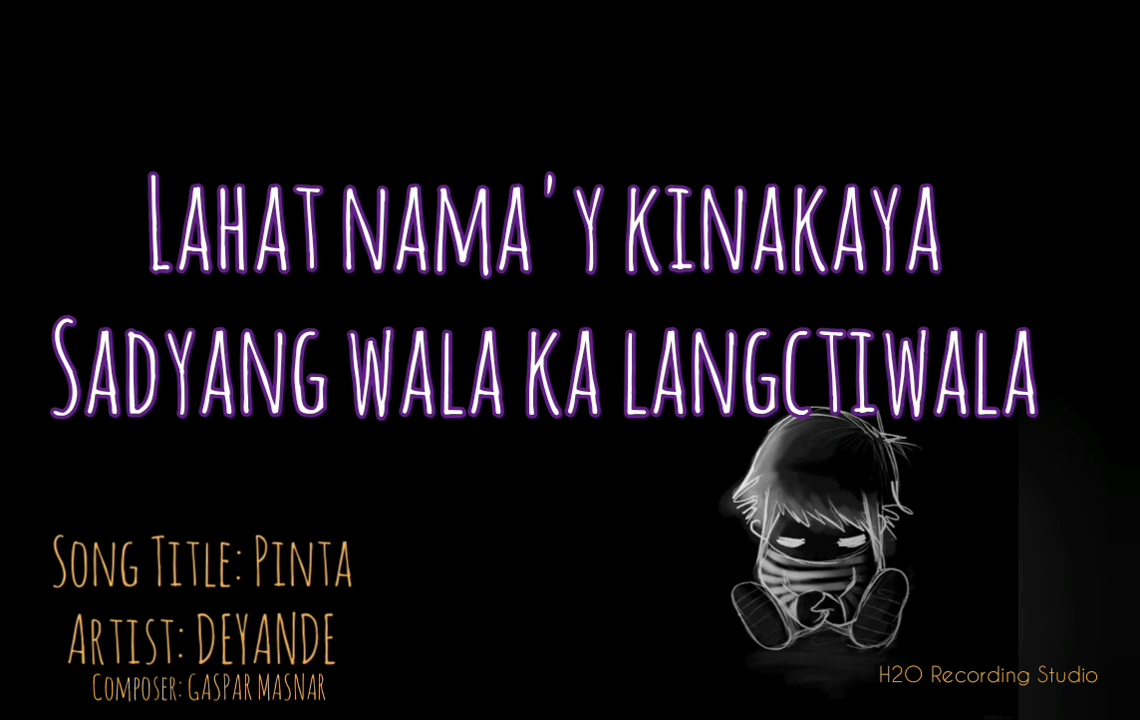 Lahat nama'y kinakaya
Sadyang wala ka langctiwala
Song Title: Pinta
Artist: DEYANDE
Composer: GASPAR MASNAR
H2O Recording Studio